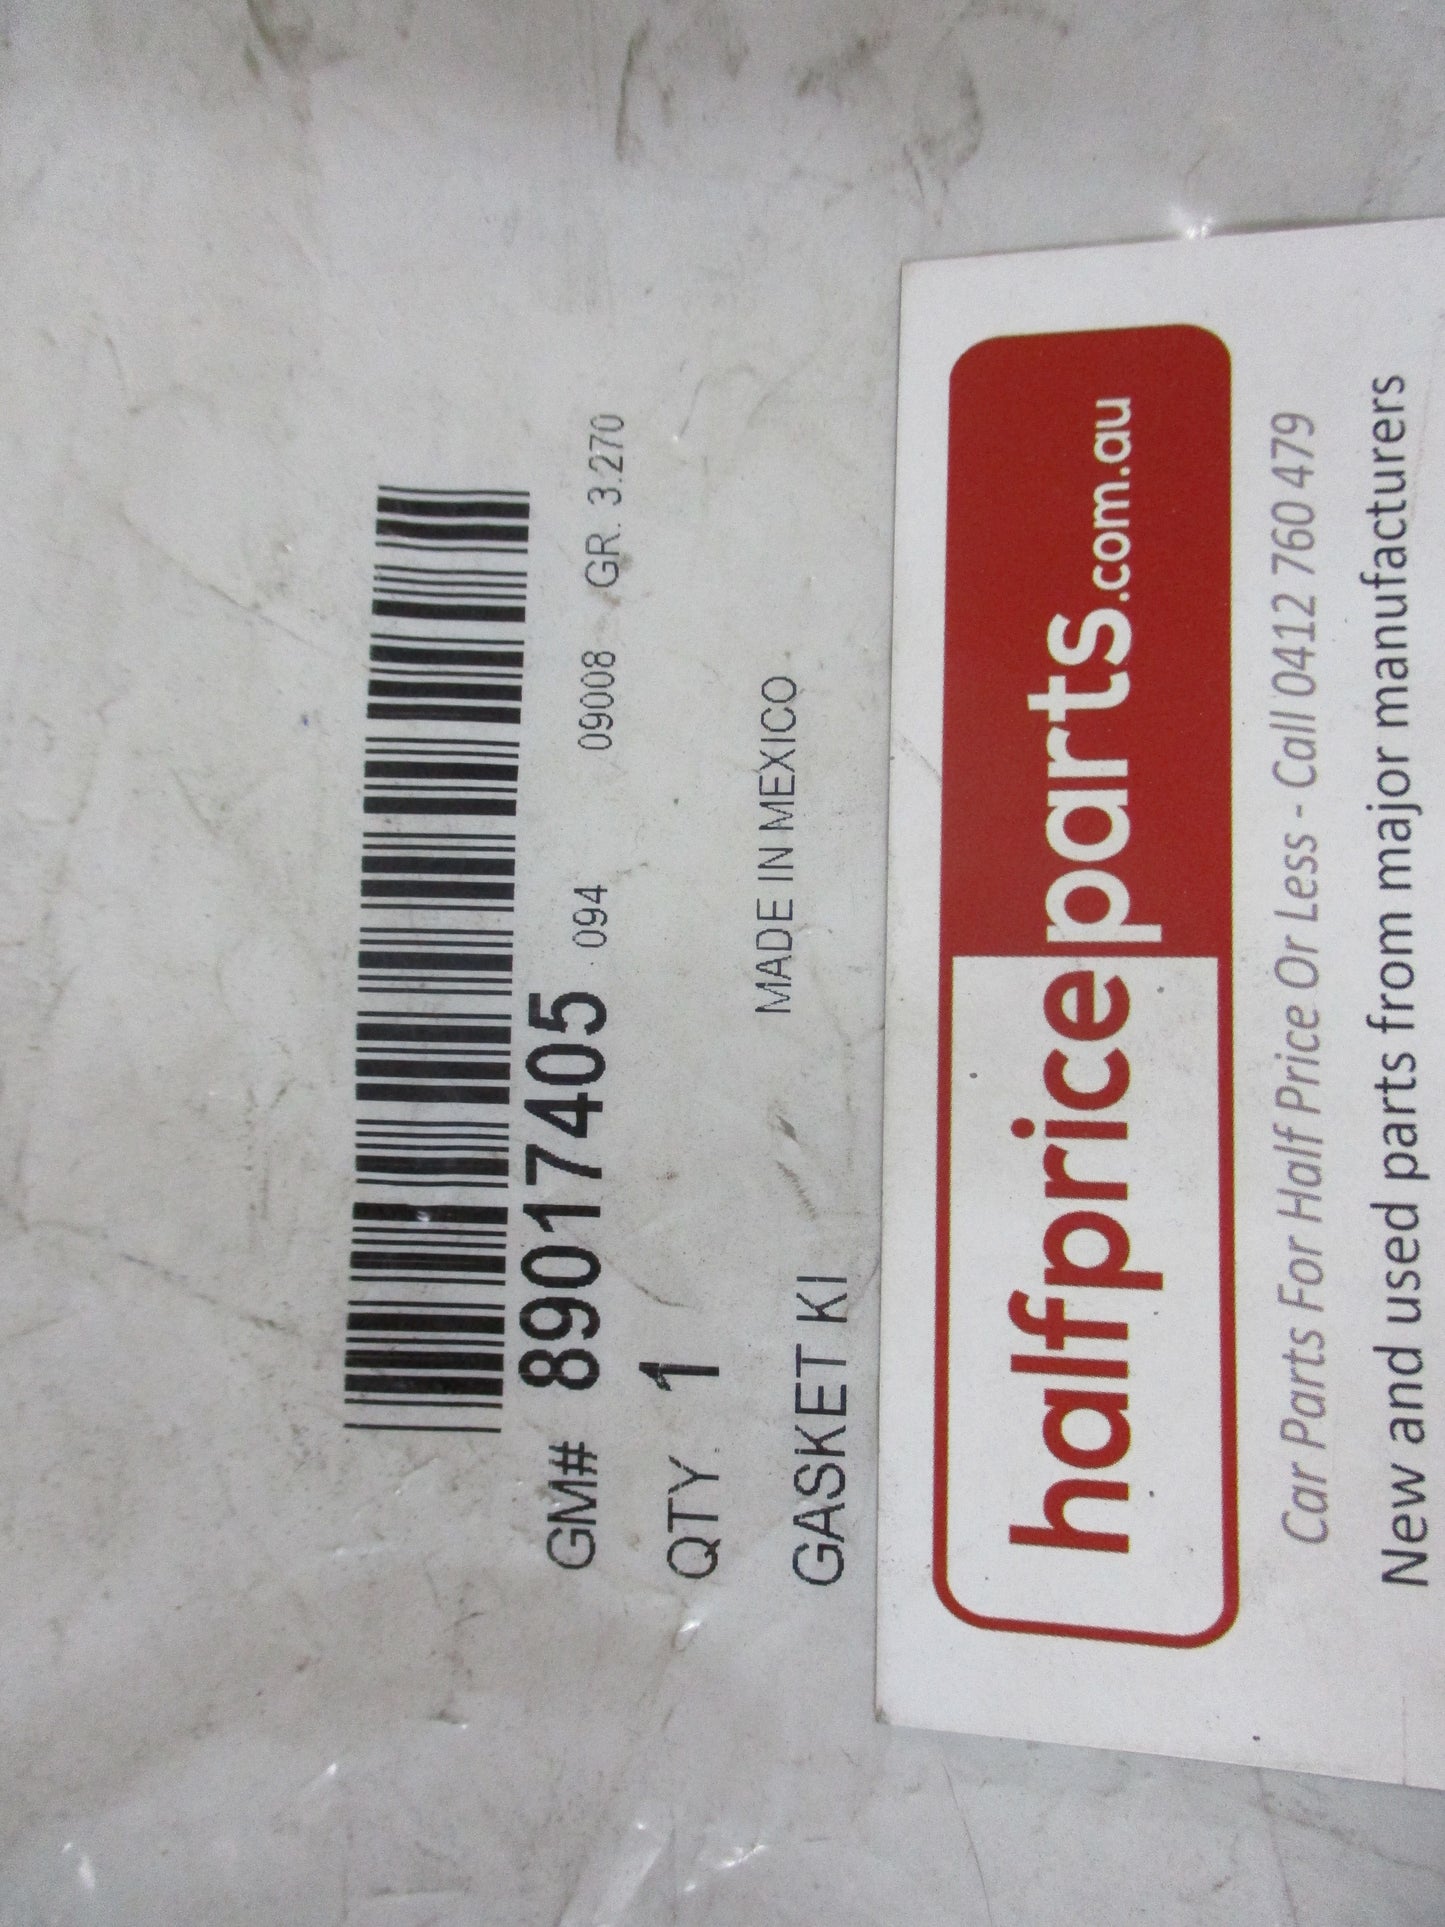 GM# 89017405 094 09008 GR. 3.270
QTY. 1
MADE IN MEXICO
GASKET KI
halfpriceparts.com.au
Car Parts For Half Price Or Less - Call 0412 760 479
New and used parts from major manufacturers